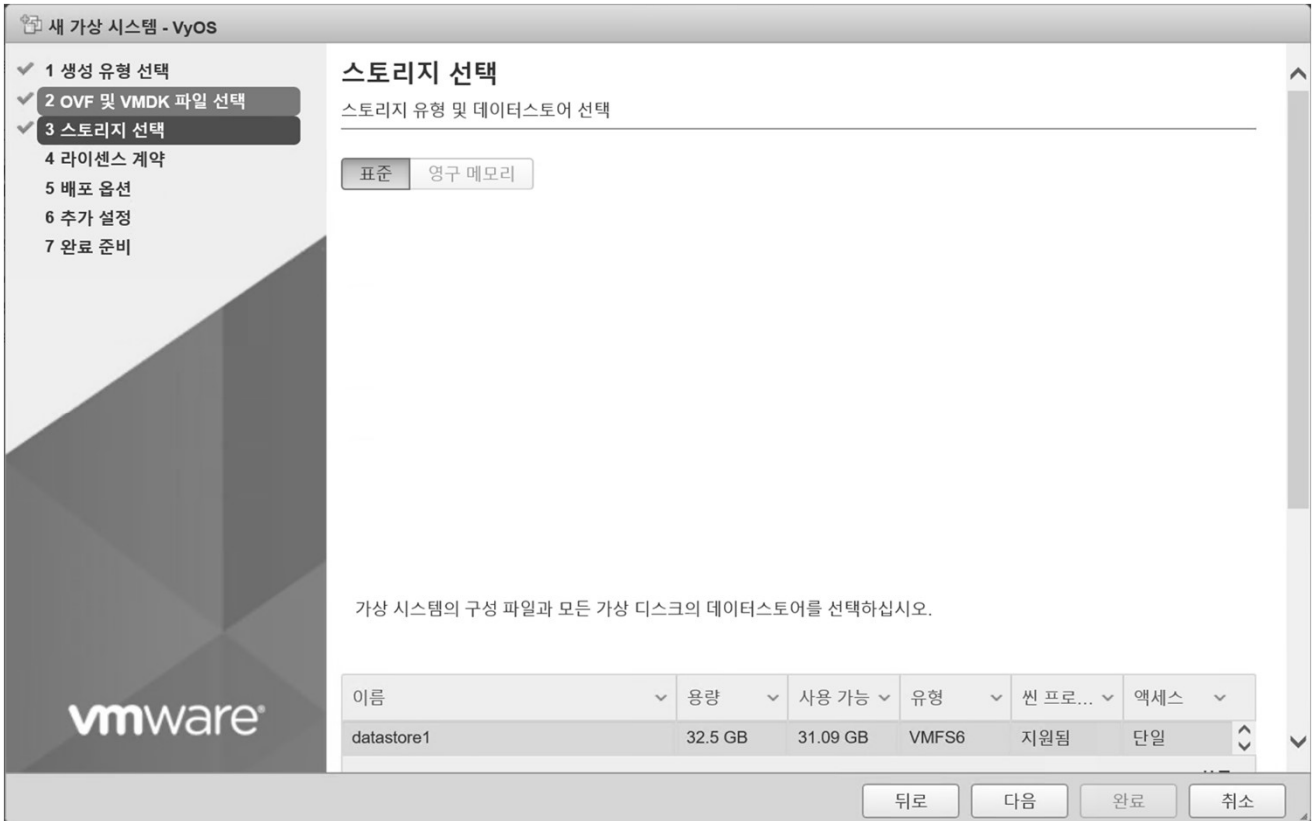 새 가상 시스템 - VyOS
1 생성 유형 선택
2 OVF 및 VMDK 파일 선택
3 스토리지 선택
4 라이센스 계약
5 배포 옵션
6 추가 설정
7 완료 준비
vmware®
스토리지 선택
스토리지 유형 및 데이터스토어 선택
표준 영구 메모리
가상 시스템의 구성 파일과 모든 가상 디스크의 데이터스토어를 선택하십시오.
이름 용량 사용 가능 유형 씬 프로... 액세스
datastore1 32.5 GB 31.09 GB VMFS6 지원됨 단일
뒤로 다음 완료 취소